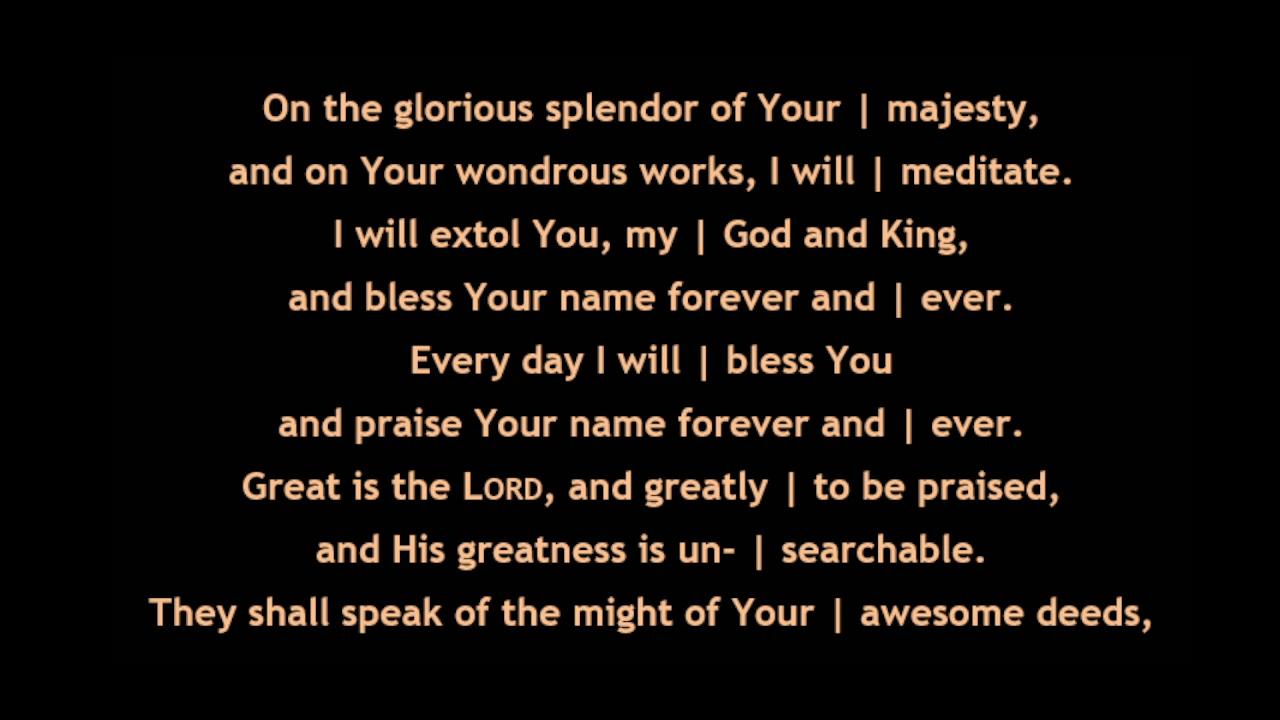 On the glorious splendor of Your | majesty,
and on Your wondrous works, I will | meditate.
I will extol You, my | God and King,
and bless Your name forever and | ever.
Every day I will | bless You
and praise Your name forever and | ever.
Great is the LORD, and greatly | to be praised,
and His greatness is un- | searchable.
They shall speak of the might of Your | awesome deeds,